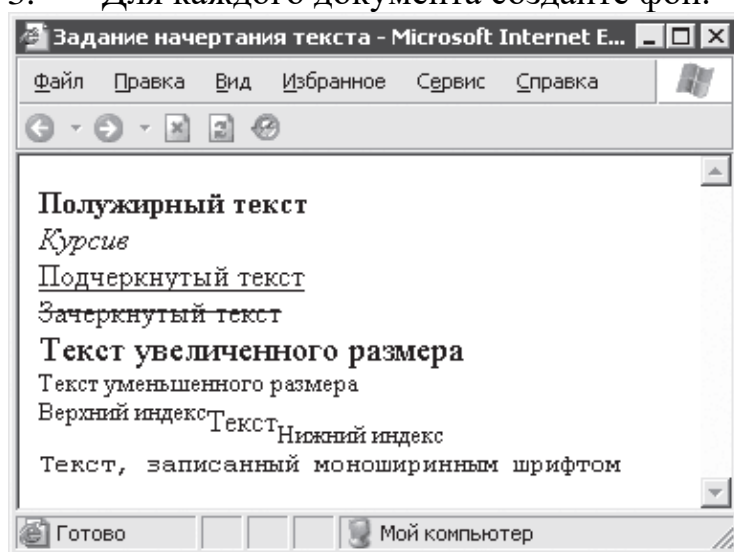 3. Для каждого документа создайте фон.
Задание начертания текста - Microsoft Internet E...
Файл Правка Вид Избранное Сервис Справка
Полужирный текст
Курсив
Подчеркнутый текст
Зачеркнутый текст
Текст увеличенного размера
Текст уменьшенного размера
Верхний индексТекстНижний индекс
Текст, записанный моноширинным шрифтом
Готово Мой компьютер